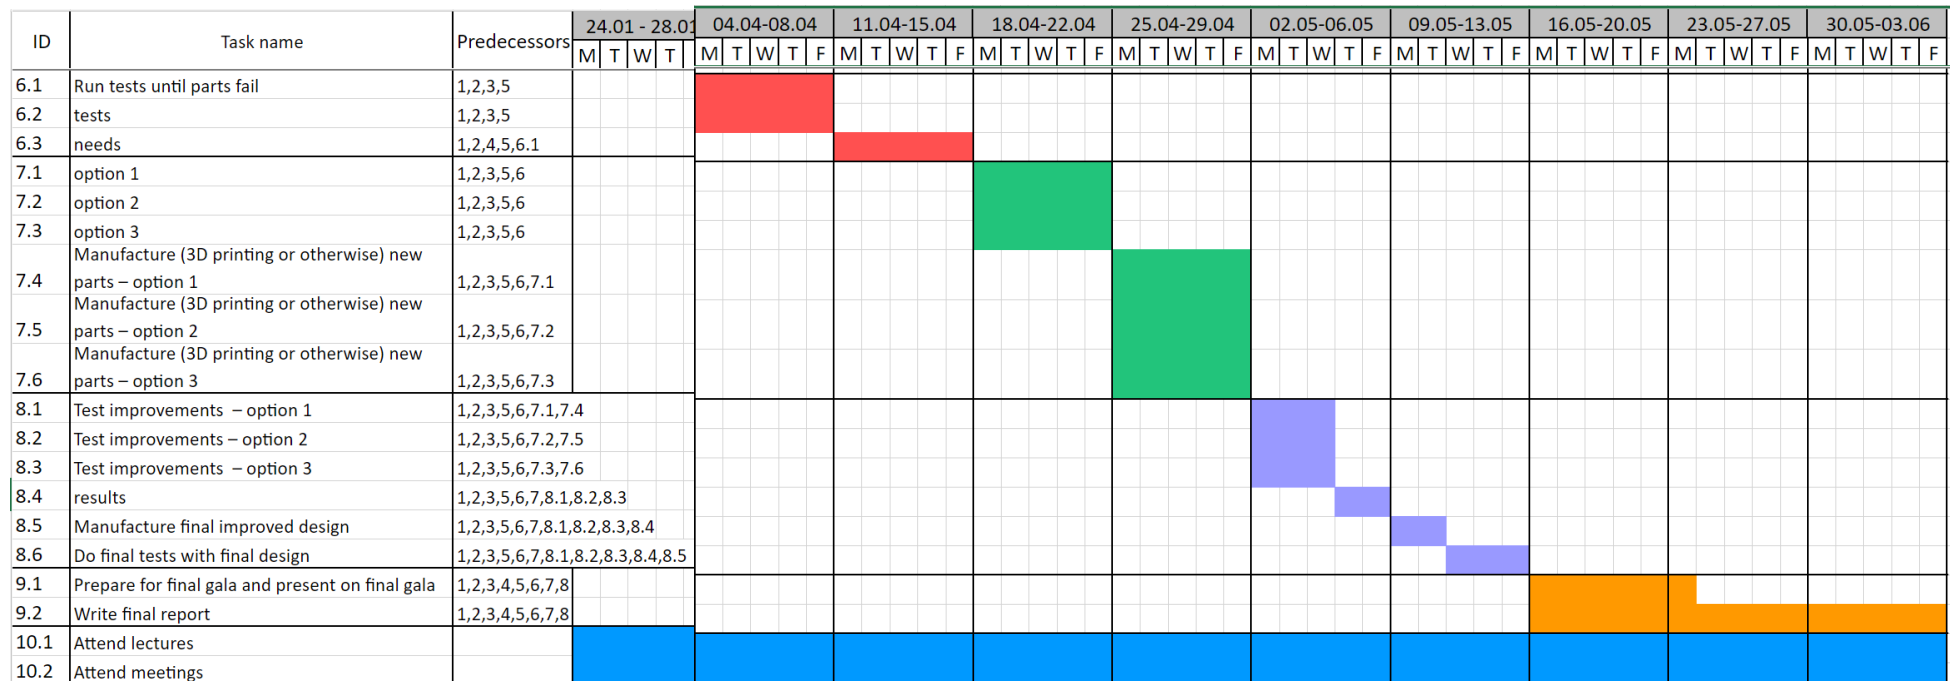 ID Task name Predecessors 24.01 - 28.01 04.04-08.04 11.04-15.04 18.04-22.04 25.04-29.04 02.05-06.05 09.05-13.05 16.05-20.05 23.05-27.05 30.05-03.06
M T W T M T W T F M T W T F M T W T F M T W T F M T W T F M T W T F M T W T F M T W T F M T W T F
6.1 Run tests until parts fail 1,2,3,5
6.2 tests 1,2,3,5
6.3 needs 1,2,4,5,6.1
7.1 option 1 1,2,3,5,6
7.2 option 2 1,2,3,5,6
7.3 option 3 1,2,3,5,6
Manufacture (3D printing or otherwise) new
7.4 parts – option 1 1,2,3,5,6,7.1
Manufacture (3D printing or otherwise) new
7.5 parts – option 2 1,2,3,5,6,7.2
Manufacture (3D printing or otherwise) new
7.6 parts – option 3 1,2,3,5,6,7.3
8.1 Test improvements – option 1 1,2,3,5,6,7.1,7.4
8.2 Test improvements – option 2 1,2,3,5,6,7.2,7.5
8.3 Test improvements – option 3 1,2,3,5,6,7.3,7.6
8.4 results 1,2,3,5,6,7,8.1,8.2,8.3
8.5 Manufacture final improved design 1,2,3,5,6,7,8.1,8.2,8.3,8.4
8.6 Do final tests with final design 1,2,3,5,6,7,8.1,8.2,8.3,8.4,8.5
9.1 Prepare for final gala and present on final gala 1,2,3,4,5,6,7,8
9.2 Write final report 1,2,3,4,5,6,7,8
10.1 Attend lectures
10.2 Attend meetings